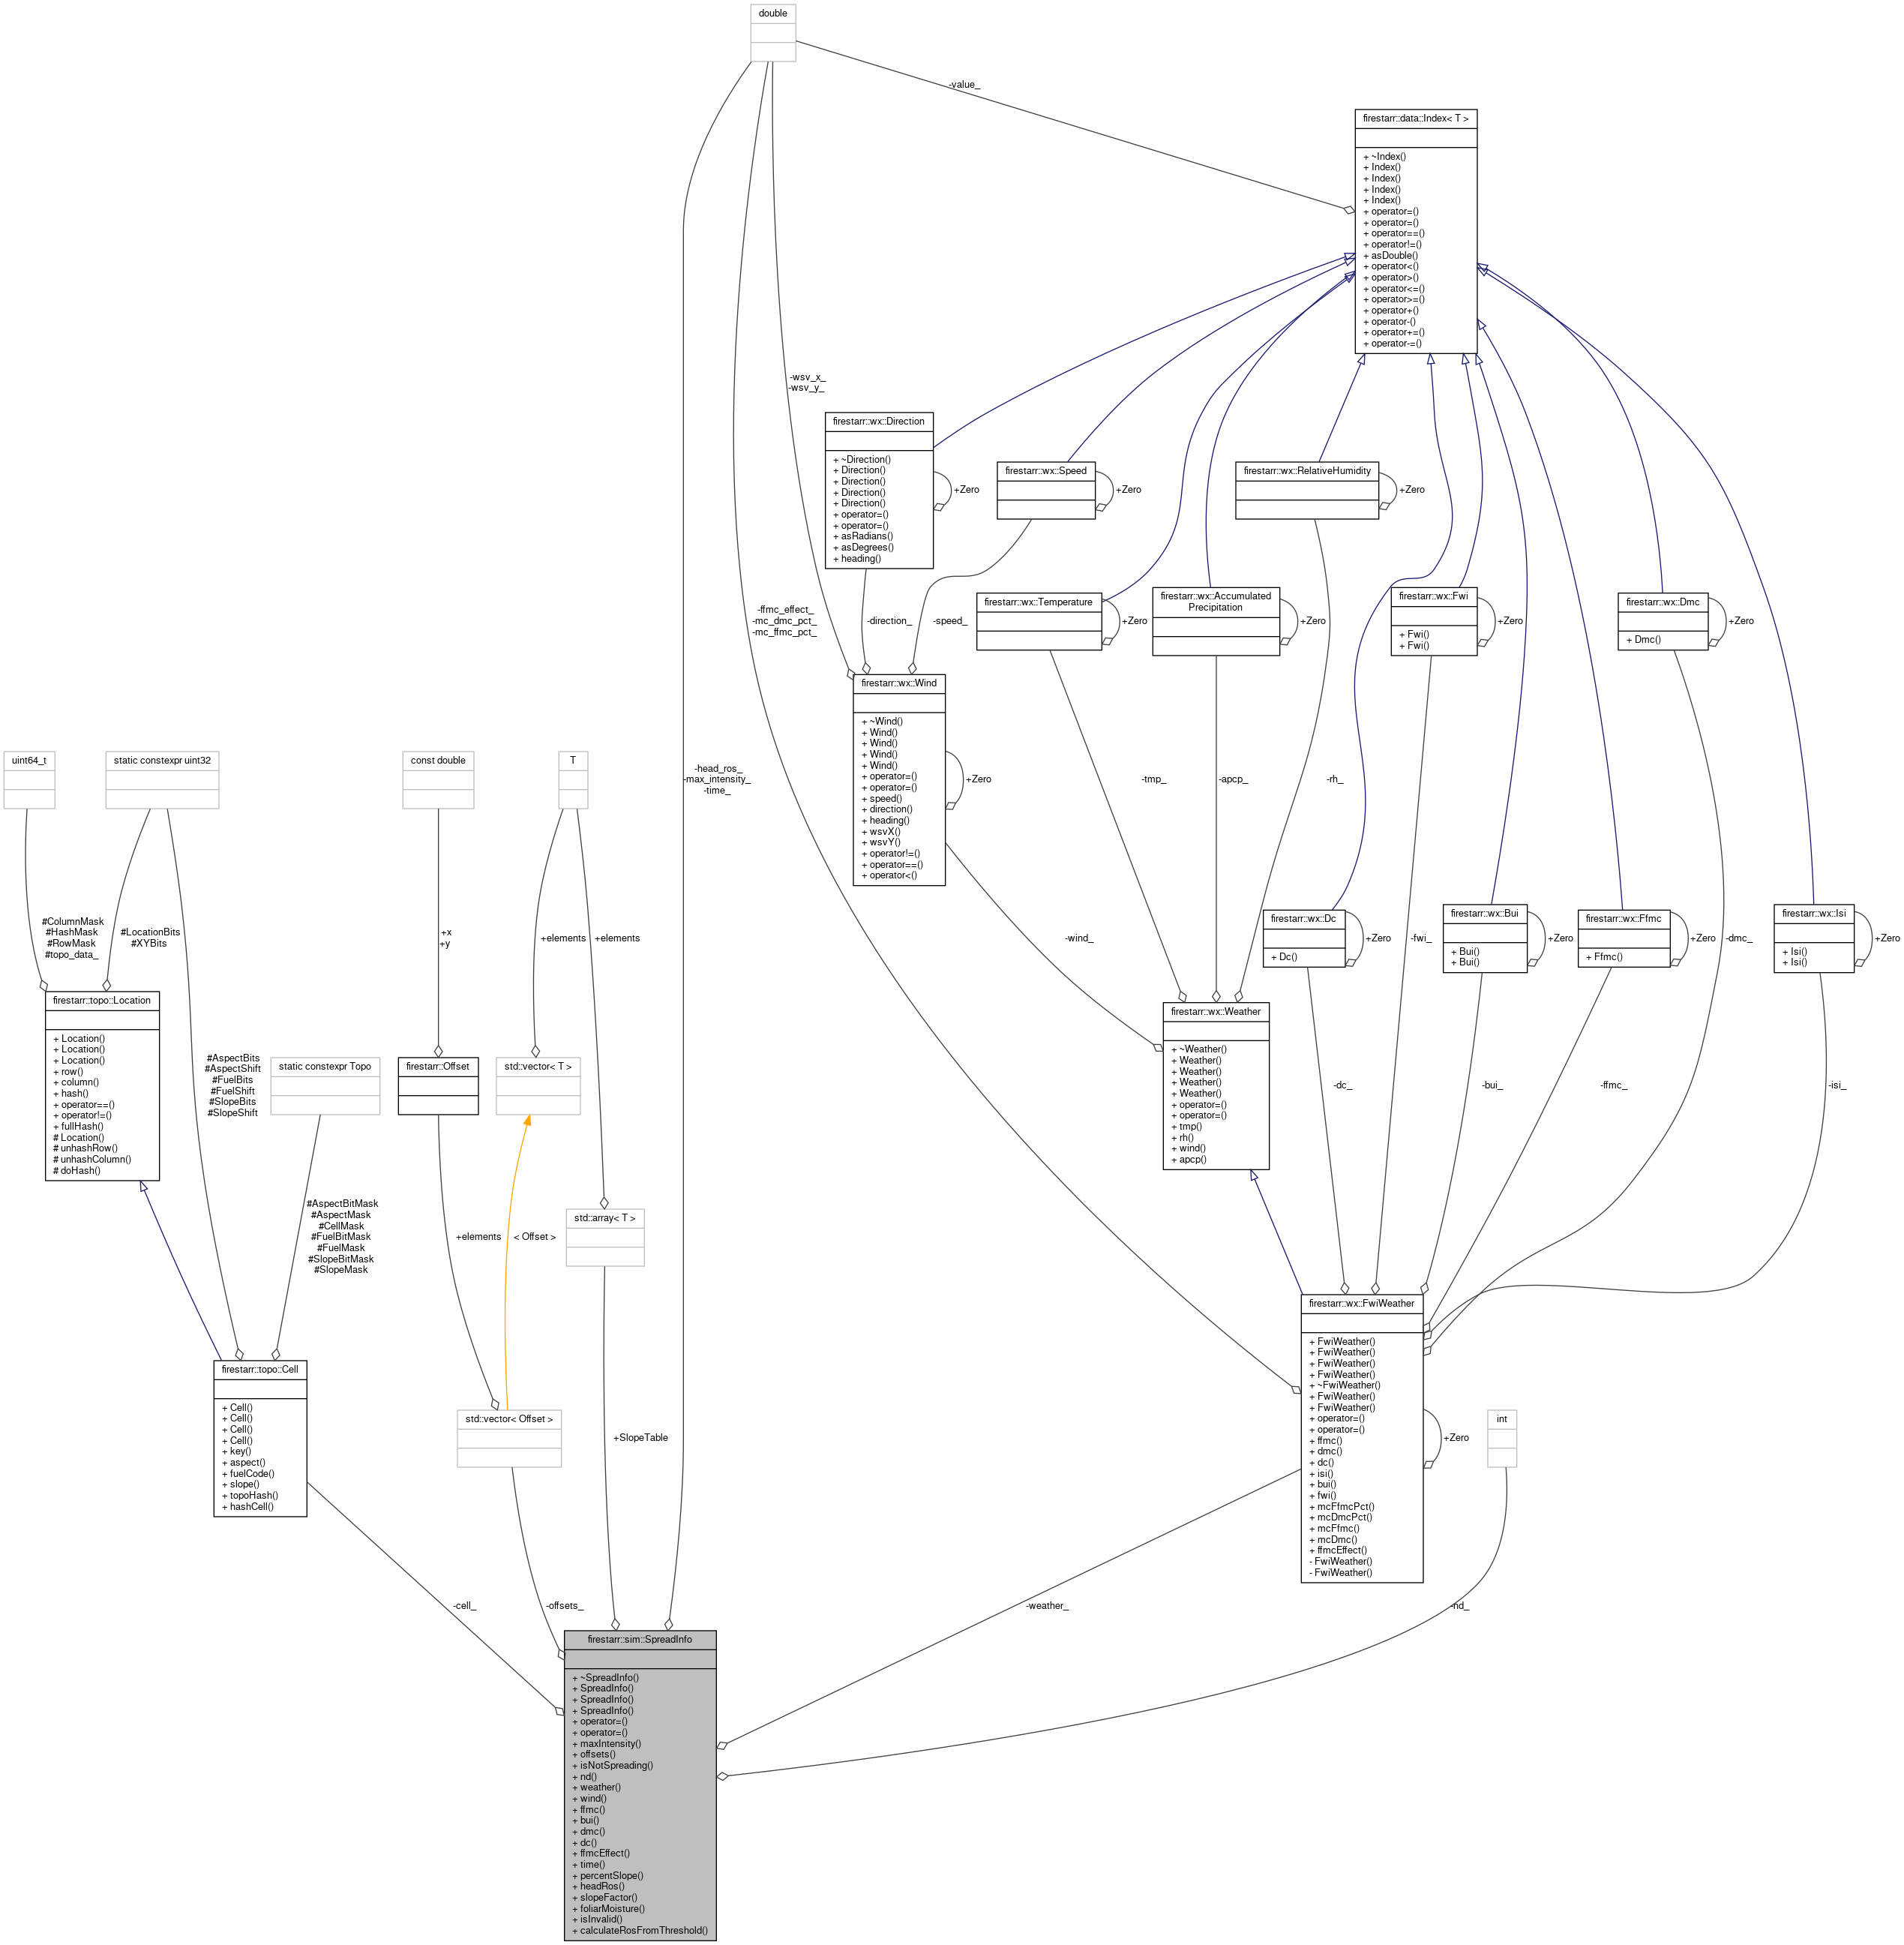 double
-value_
firestarr::data::Index< T >
+ ~Index()
+ Index()
+ Index()
+ Index()
+ Index()
+ operator=()
+ operator=()
+ operator==()
+ operator!=()
+ asDouble()
+ operator<()
+ operator>()
+ operator<=()
+ operator>=()
+ operator+()
+ operator-()
+ operator+=()
+ operator-=()
-wsv_x_
-wsv_y_
firestarr::wx::Direction
+ ~Direction()
+ Direction()
+ Direction()
+ Direction()
+ Direction()
+ operator=()
+ operator=()
+ asRadians()
+ asDegrees()
+ heading()
+Zero
firestarr::wx::Speed
+Zero
firestarr::wx::RelativeHumidity
+Zero
-ffmc_effect_
-mc_dmc_pct_
-mc_ffmc_pct_
-direction_
-speed_
firestarr::wx::Temperature
+Zero
firestarr::wx::Accumulated
Precipitation
+Zero
firestarr::wx::Fwi
+ Fwi()
+ Fwi()
+Zero
firestarr::wx::Dmc
+ Dmc()
+Zero
firestarr::wx::Wind
+ ~Wind()
+ Wind()
+ Wind()
+ Wind()
+ Wind()
+ operator=()
+ operator=()
+ speed()
+ direction()
+ heading()
+ wsvX()
+ wsvY()
+ operator!=()
+ operator==()
+ operator<()
+Zero
-head_ros_
-max_intensity_
-time_
-tmp_
-apcp_
-rh_
uint64_t
static constexpr uint32
const double
T
#ColumnMask
#HashMask
#RowMask
#topo_data_
#LocationBits
#XYBits
+x
+y
+elements
+elements
-wind_
firestarr::wx::Dc
+ Dc()
+Zero
-fwi_
firestarr::wx::Bui
+ Bui()
+ Bui()
+Zero
firestarr::wx::Ffmc
+ Ffmc()
+Zero
-dmc_
firestarr::wx::Isi
+ Isi()
+ Isi()
+Zero
firestarr::topo::Location
+ Location()
+ Location()
+ Location()
+ row()
+ column()
+ hash()
+ operator==()
+ operator!=()
+ fullHash()
# Location()
# unhashRow()
# unhashColumn()
# doHash()
#AspectBits
#AspectShift
#FuelBits
#FuelShift
#SlopeBits
#SlopeShift
static constexpr Topo
firestarr::Offset
std::vector< T >
firestarr::wx::Weather
+ ~Weather()
+ Weather()
+ Weather()
+ Weather()
+ Weather()
+ operator=()
+ operator=()
+ tmp()
+ rh()
+ wind()
+ apcp()
-dc_
-bui_
-ffmc_
-isi_
#AspectBitMask
#AspectMask
#CellMask
#FuelBitMask
#FuelMask
#SlopeBitMask
#SlopeMask
+elements
< Offset >
std::array< T >
firestarr::topo::Cell
+ Cell()
+ Cell()
+ Cell()
+ Cell()
+ key()
+ aspect()
+ fuelCode()
+ slope()
+ topoHash()
+ hashCell()
std::vector< Offset >
+SlopeTable
firestarr::wx::FwiWeather
+ FwiWeather()
+ FwiWeather()
+ FwiWeather()
+ FwiWeather()
+ ~FwiWeather()
+ FwiWeather()
+ FwiWeather()
+ operator=()
+ operator=()
+ ffmc()
+ dmc()
+ dc()
+ isi()
+ bui()
+ fwi()
+ mcFfmcPct()
+ mcDmcPct()
+ mcFfmc()
+ mcDmc()
+ ffmcEffect()
- FwiWeather()
- FwiWeather()
+Zero
int
-cell_
-offsets_
-weather_
-nd_
firestarr::sim::SpreadInfo
+ ~SpreadInfo()
+ SpreadInfo()
+ SpreadInfo()
+ SpreadInfo()
+ operator=()
+ operator=()
+ maxIntensity()
+ offsets()
+ isNotSpreading()
+ nd()
+ weather()
+ wind()
+ ffmc()
+ bui()
+ dmc()
+ dc()
+ ffmcEffect()
+ time()
+ percentSlope()
+ headRos()
+ slopeFactor()
+ foliarMoisture()
+ isInvalid()
+ calculateRosFromThreshold()